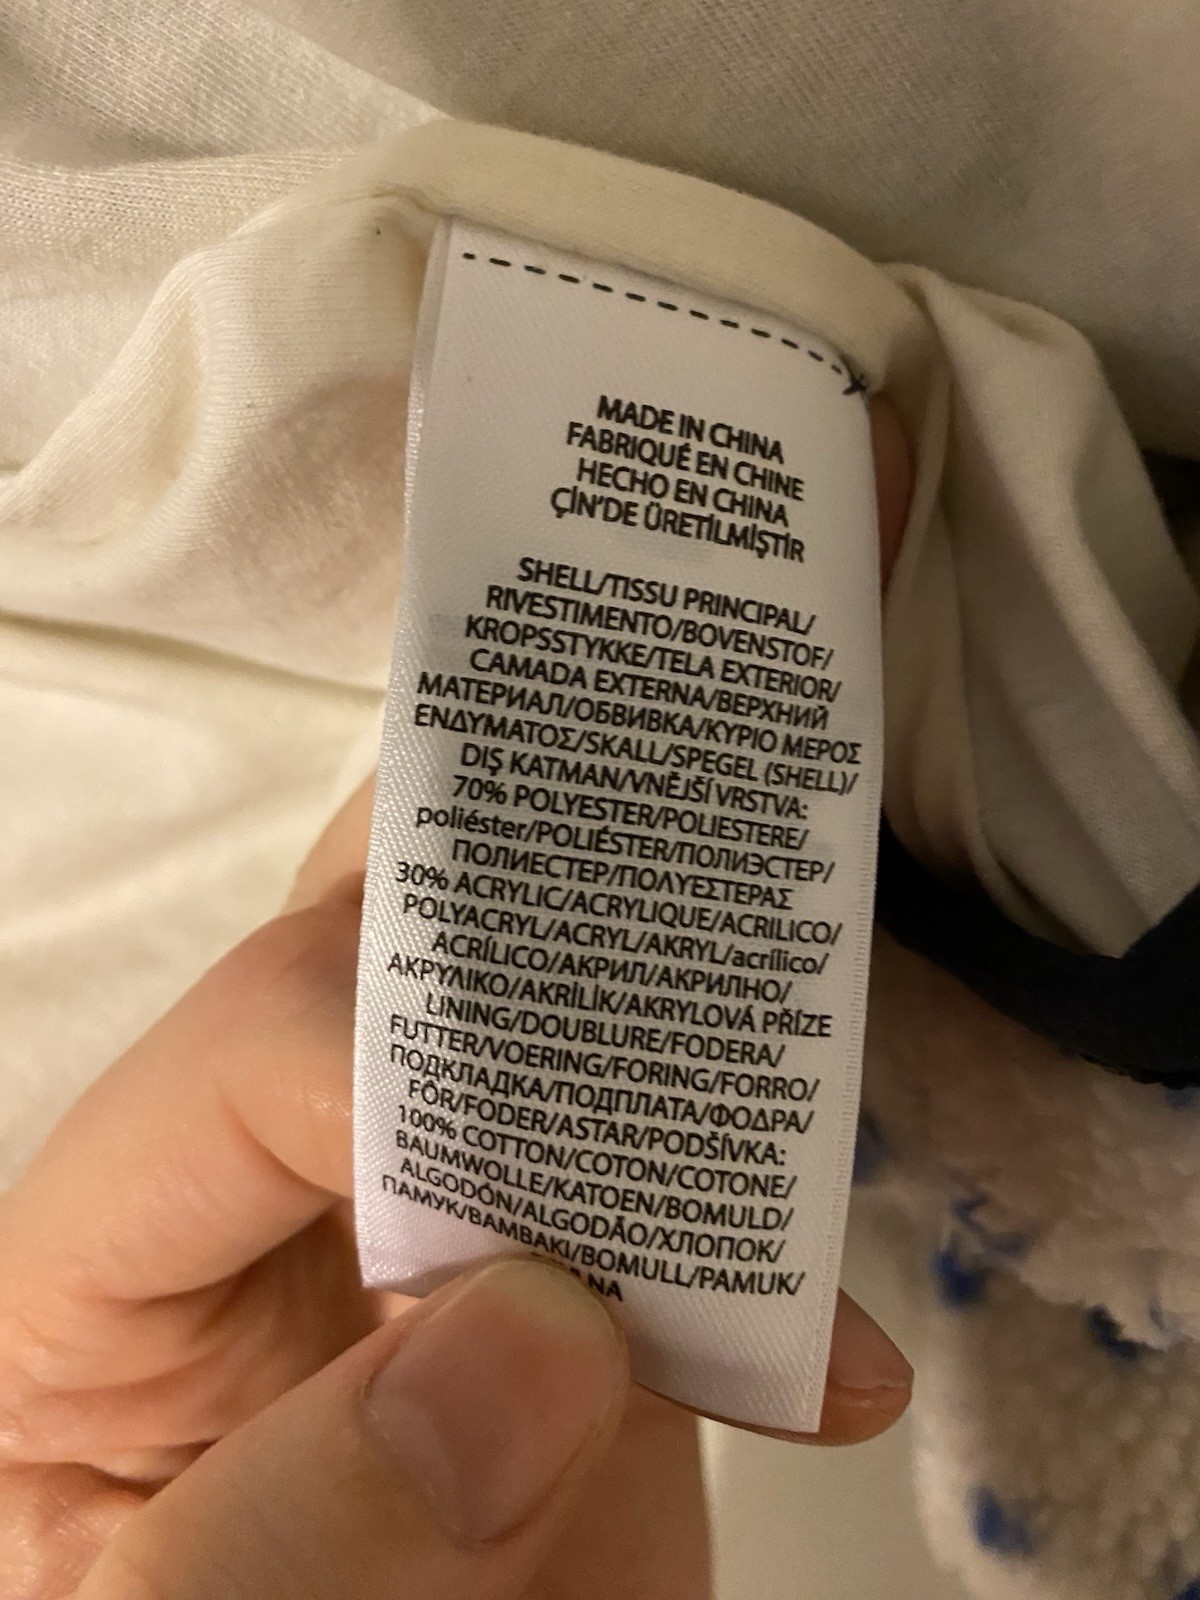 MADE IN CHINA
FABRIQUÉ EN CHINE
HECHO EN CHINA
ÇİN'DE ÜRETİLMİŞTİR
SHELL/TISSU PRINCIPAL/
RIVESTIMENTO/BOVENSTOF/
KROPSSTYKKE/TELA EXTERIOR/
CAMADA EXTERNA/ВЕРХНИЙ
МАТЕРИАЛ/ОБВИВКА/ΚΥΡΙΟ ΜΕΡΟΣ
ΕΝΔΥΜΑΤΟΣ/SKALL/SPEGEL (SHELL)/
DIŞ KATMAN/VNĚJŠÍ VRSTVA:
70% POLYESTER/POLIESTERE/
poliéster/POLIÉSTER/ПОЛИЭСТЕР/
ПОЛИЕСТЕР/ΠΟΛΥΕΣΤΕΡΑΣ
30% ACRYLIC/ACRYLIQUE/ACRILICO/
POLYACRYL/ACRYL/AKRYL/acrílico/
ACRÍLICO/АКРИЛ/АКРИЛНО/
ΑΚΡΥΛΙΚΟ/AKRİLİK/AKRYLOVÁ PŘÍZE
LINING/DOUBLURE/FODERA/
FUTTER/VOERING/FORING/FORRO/
ПОДКЛАДКА/ПОДПЛАТА/ΦΟΔΡΑ/
FÔR/FODER/ASTAR/PODŠÍVKA:
100% COTTON/COTON/COTONE/
BAUMWOLLE/KATOEN/BOMULD/
ALGODÓN/ALGODÃO/ХЛОПОК/
ПАМУК/ΒΑΜΒΑΚΙ/BOMULL/PAMUK/